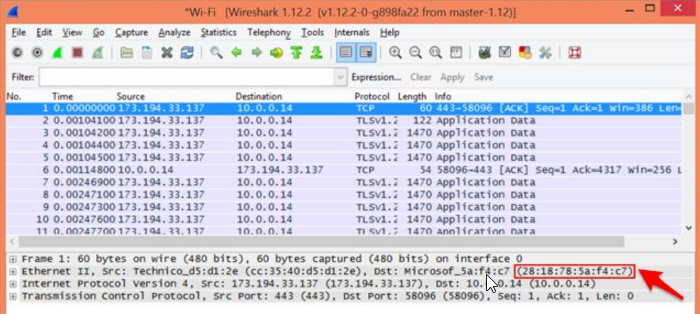 *Wi-Fi [Wireshark 1.12.2 (v1.12.2-0-g898fa22 from master-1.12)]
File Edit View Go Capture Analyze Statistics Telephony Tools Internals Help
Filter: Expression... Clear Apply Save
No. Time Source Destination Protocol Length Info
1 0.00000000 173.194.33.137 10.0.0.14 TCP 60 443→58096 [ACK] Seq=1 Ack=1 Win=386 Len=
2 0.00104100 173.194.33.137 10.0.0.14 TLSv1.2 122 Application Data
3 0.00104200 173.194.33.137 10.0.0.14 TLSv1.2 1470 Application Data
4 0.00104400 173.194.33.137 10.0.0.14 TLSv1.2 1470 Application Data
5 0.00104500 173.194.33.137 10.0.0.14 TLSv1.2 1470 Application Data
6 0.00114800 10.0.0.14 173.194.33.137 TCP 54 58096→443 [ACK] Seq=1 Ack=4317 Win=256 L
7 0.00246900 173.194.33.137 10.0.0.14 TLSv1.2 1470 Application Data
8 0.00247100 173.194.33.137 10.0.0.14 TLSv1.2 1470 Application Data
9 0.00247300 173.194.33.137 10.0.0.14 TLSv1.2 1470 Application Data
10 0.00247600 173.194.33.137 10.0.0.14 TLSv1.2 1470 Application Data
11 0.00247700 173.194.33.137 10.0.0.14 TLSv1.2 1470 Application Data
Frame 1: 60 bytes on wire (480 bits), 60 bytes captured (480 bits) on interface 0
Ethernet II, Src: Technico_d5:d1:2e (cc:35:40:d5:d1:2e), Dst: Microsof_5a:f4:c7 (28:18:78:5a:f4:c7)
Internet Protocol Version 4, Src: 173.194.33.137 (173.194.33.137), Dst: 10.0.0.14 (10.0.0.14)
Transmission Control Protocol, Src Port: 443 (443), Dst Port: 58096 (58096), Seq: 1, Ack: 1, Len: 0